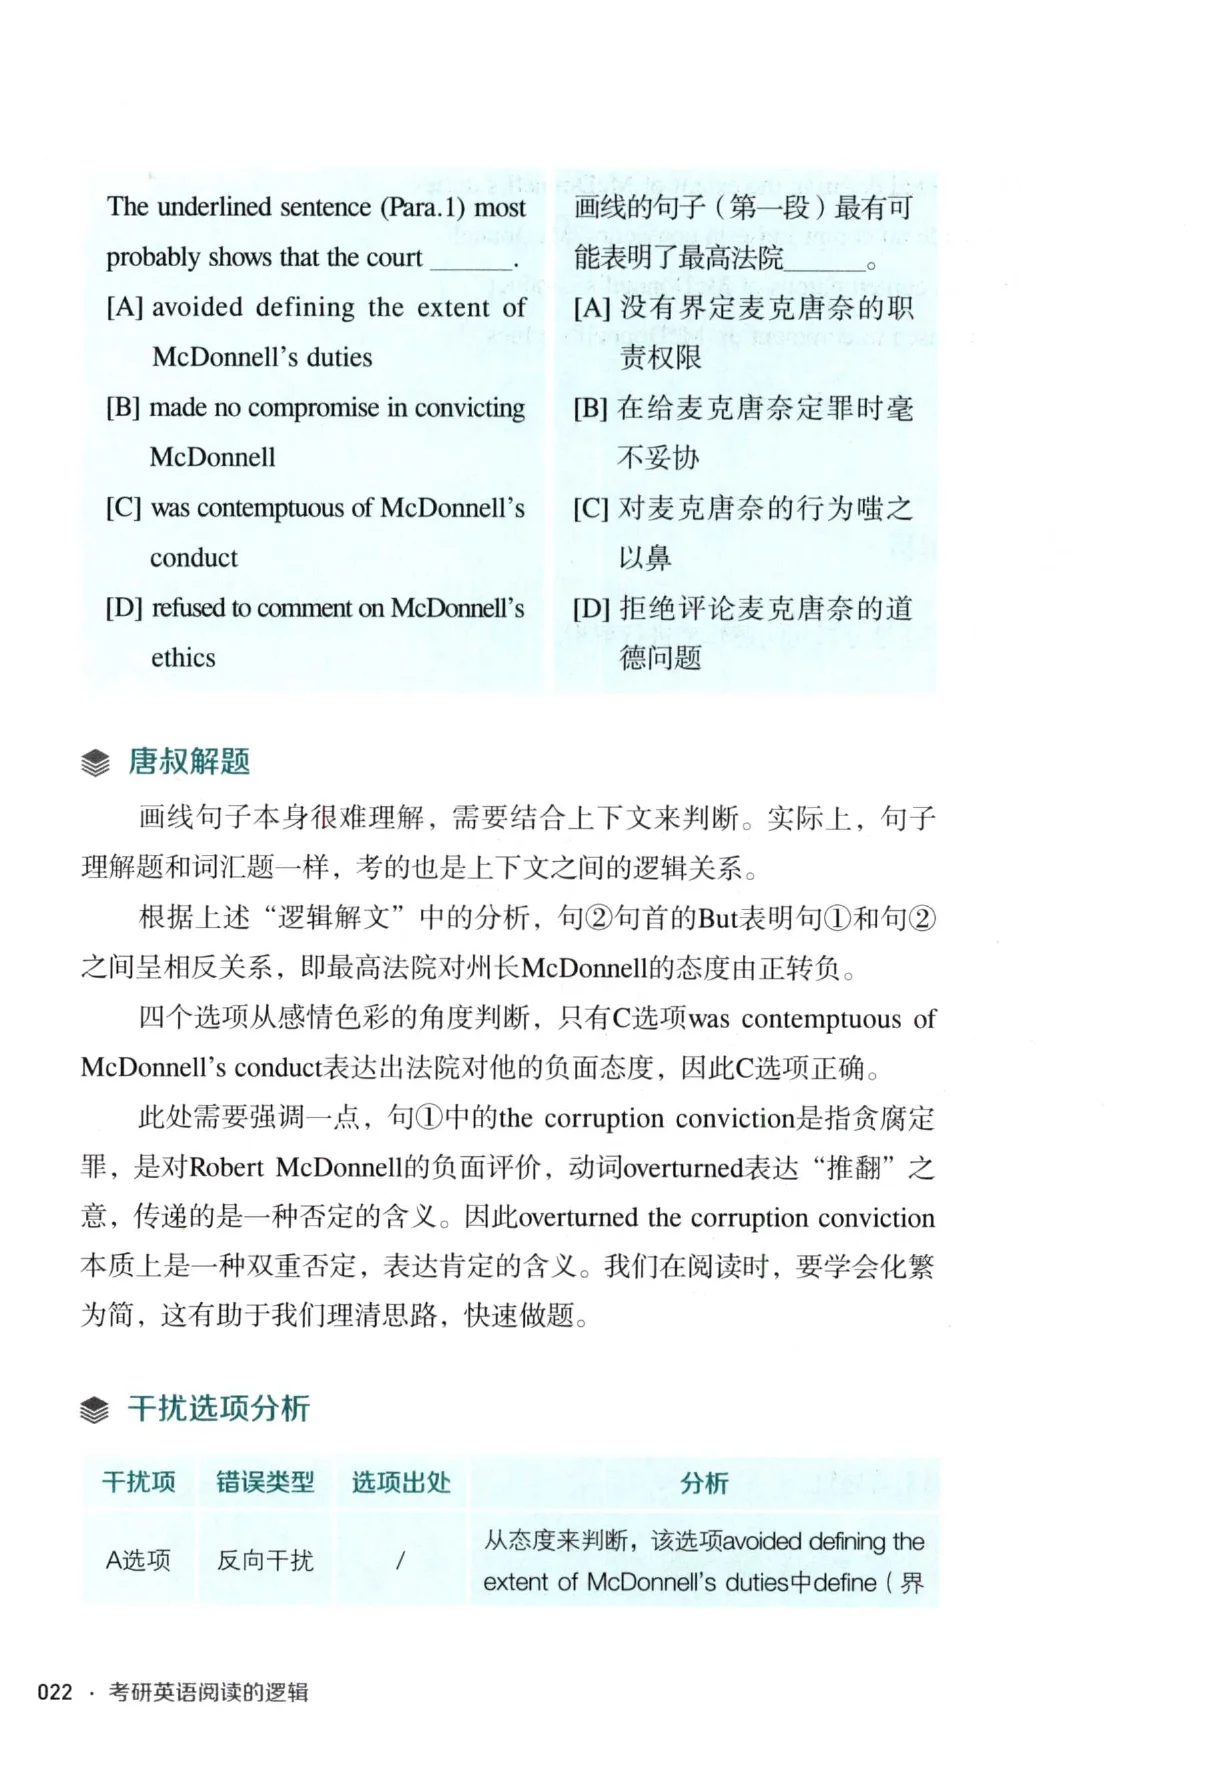 The underlined sentence (Para.1) most
probably shows that the court ______.
[A] avoided defining the extent of
McDonnell's duties
[B] made no compromise in convicting
McDonnell
[C] was contemptuous of McDonnell's
conduct
[D] refused to comment on McDonnell's
ethics
画线的句子（第一段）最有可
能表明了最高法院______。
[A] 没有界定麦克唐奈的职
责权限
[B] 在给麦克唐奈定罪时毫
不妥协
[C] 对麦克唐奈的行为嗤之
以鼻
[D] 拒绝评论麦克唐奈的道
德问题
唐叔解题
画线句子本身很难理解，需要结合上下文来判断。实际上，句子
理解题和词汇题一样，考的也是上下文之间的逻辑关系。
根据上述“逻辑解文”中的分析，句②句首的But表明句①和句②
之间呈相反关系，即最高法院对州长McDonnell的态度由正转负。
四个选项从感情色彩的角度判断，只有C选项was contemptuous of
McDonnell's conduct表达出法院对他的负面态度，因此C选项正确。
此处需要强调一点，句①中的the corruption conviction是指贪腐定
罪，是对Robert McDonnell的负面评价，动词overturned表达“推翻”之
意，传递的是一种否定的含义。因此overturned the corruption conviction
本质上是一种双重否定，表达肯定的含义。我们在阅读时，要学会化繁
为简，这有助于我们理清思路，快速做题。
干扰选项分析
干扰项 错误类型 选项出处 分析
A选项 反向干扰 / 从态度来判断，该选项avoided defining the
extent of McDonnell's duties中define（界
022 · 考研英语阅读的逻辑